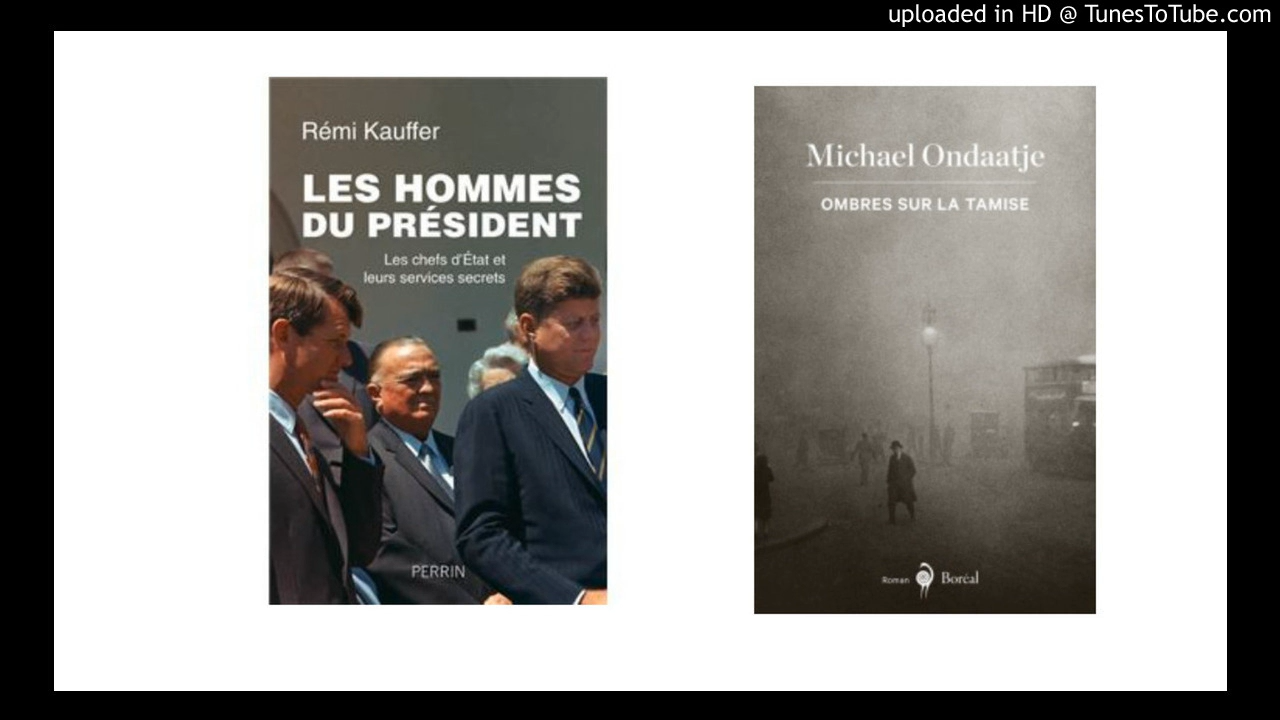 uploaded in HD @ TunesToTube.com
Rémi Kauffer
LES HOMMES
DU PRÉSIDENT
Les chefs d'État et
leurs services secrets
PERRIN
Michael Ondaatje
OMBRES SUR LA TAMISE
Roman Boréal